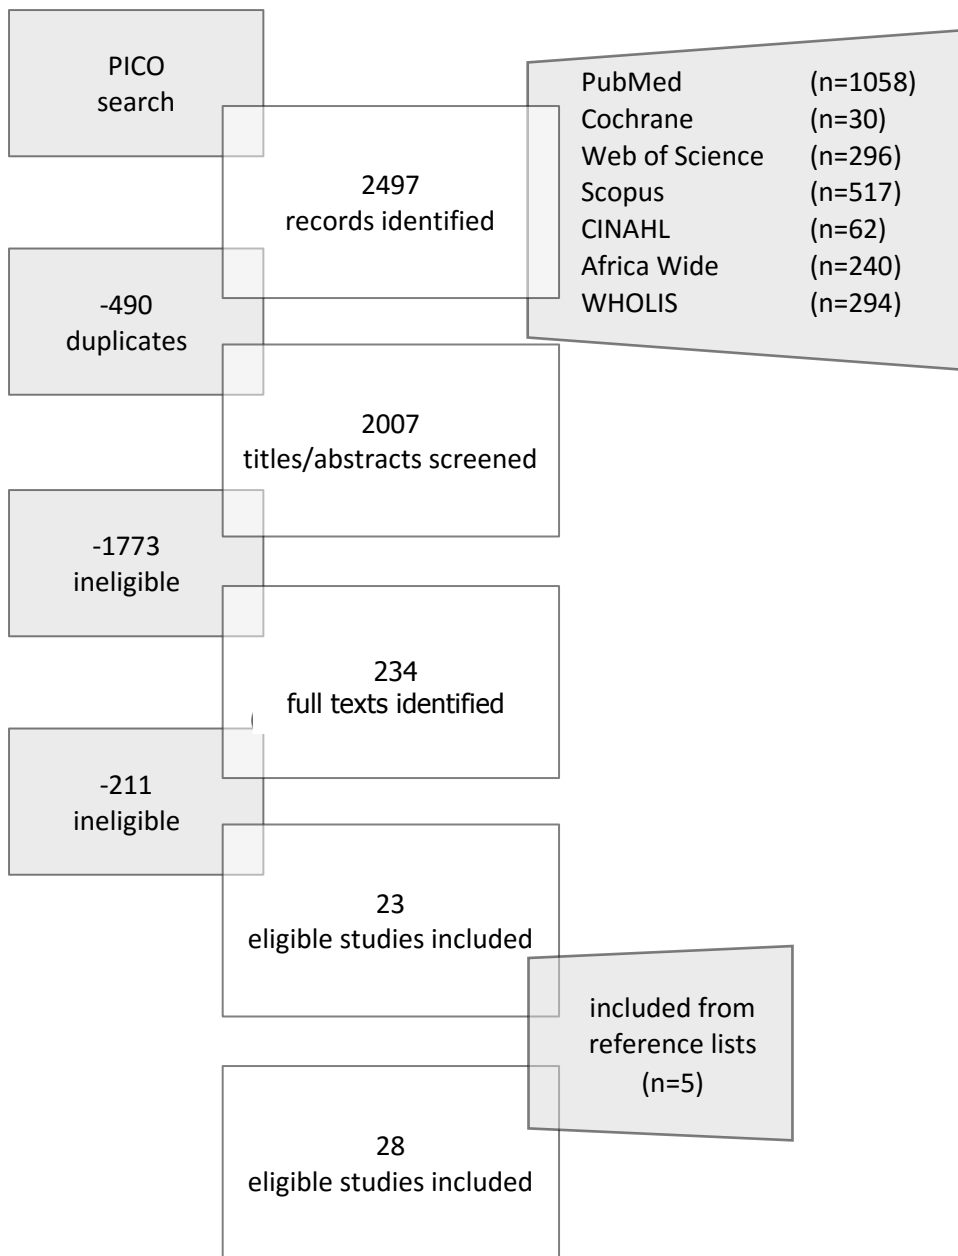 PICO
search
2497
records identified
PubMed (n=1058)
Cochrane (n=30)
Web of Science (n=296)
Scopus (n=517)
CINAHL (n=62)
Africa Wide (n=240)
WHOLIS (n=294)
-490
duplicates
2007
titles/abstracts screened
-1773
ineligible
234
full texts identified
-211
ineligible
23
eligible studies included
included from
reference lists
(n=5)
28
eligible studies included